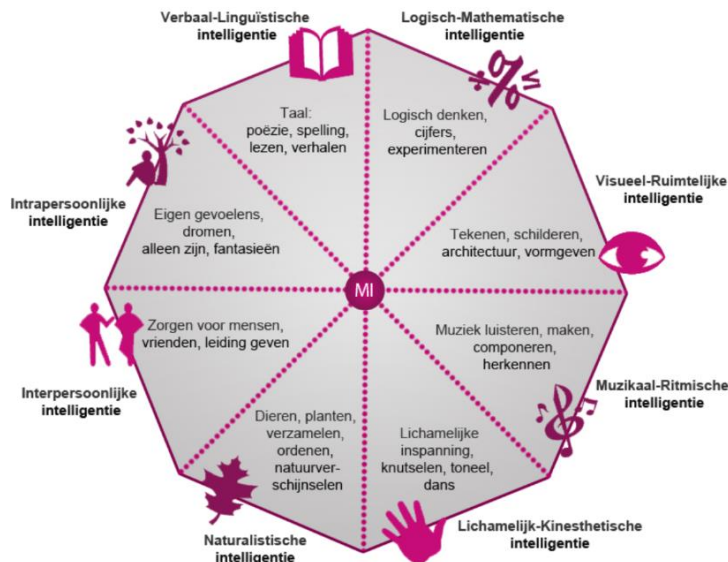 Verbaal-Linguïstische
intelligentie
Logisch-Mathematische
intelligentie
Taal:
poëzie, spelling,
lezen, verhalen
Logisch denken,
cijfers,
experimenteren
Visueel-Ruimtelijke
intelligentie
Tekenen, schilderen,
architectuur, vormgeven
Intrapersoonlijke
intelligentie
Eigen gevoelens,
dromen,
alleen zijn, fantasieën
MI
Zorgen voor mensen,
vrienden, leiding geven
Interpersoonlijke
intelligentie
Muziek luisteren, maken,
componeren,
herkennen
Muzikaal-Ritmische
intelligentie
Dieren, planten,
verzamelen,
ordenen,
natuurver-
schijnselen
Lichamelijke
inspanning,
knutselen, toneel,
dans
Naturalistische
intelligentie
Lichamelijk-Kinesthetische
intelligentie